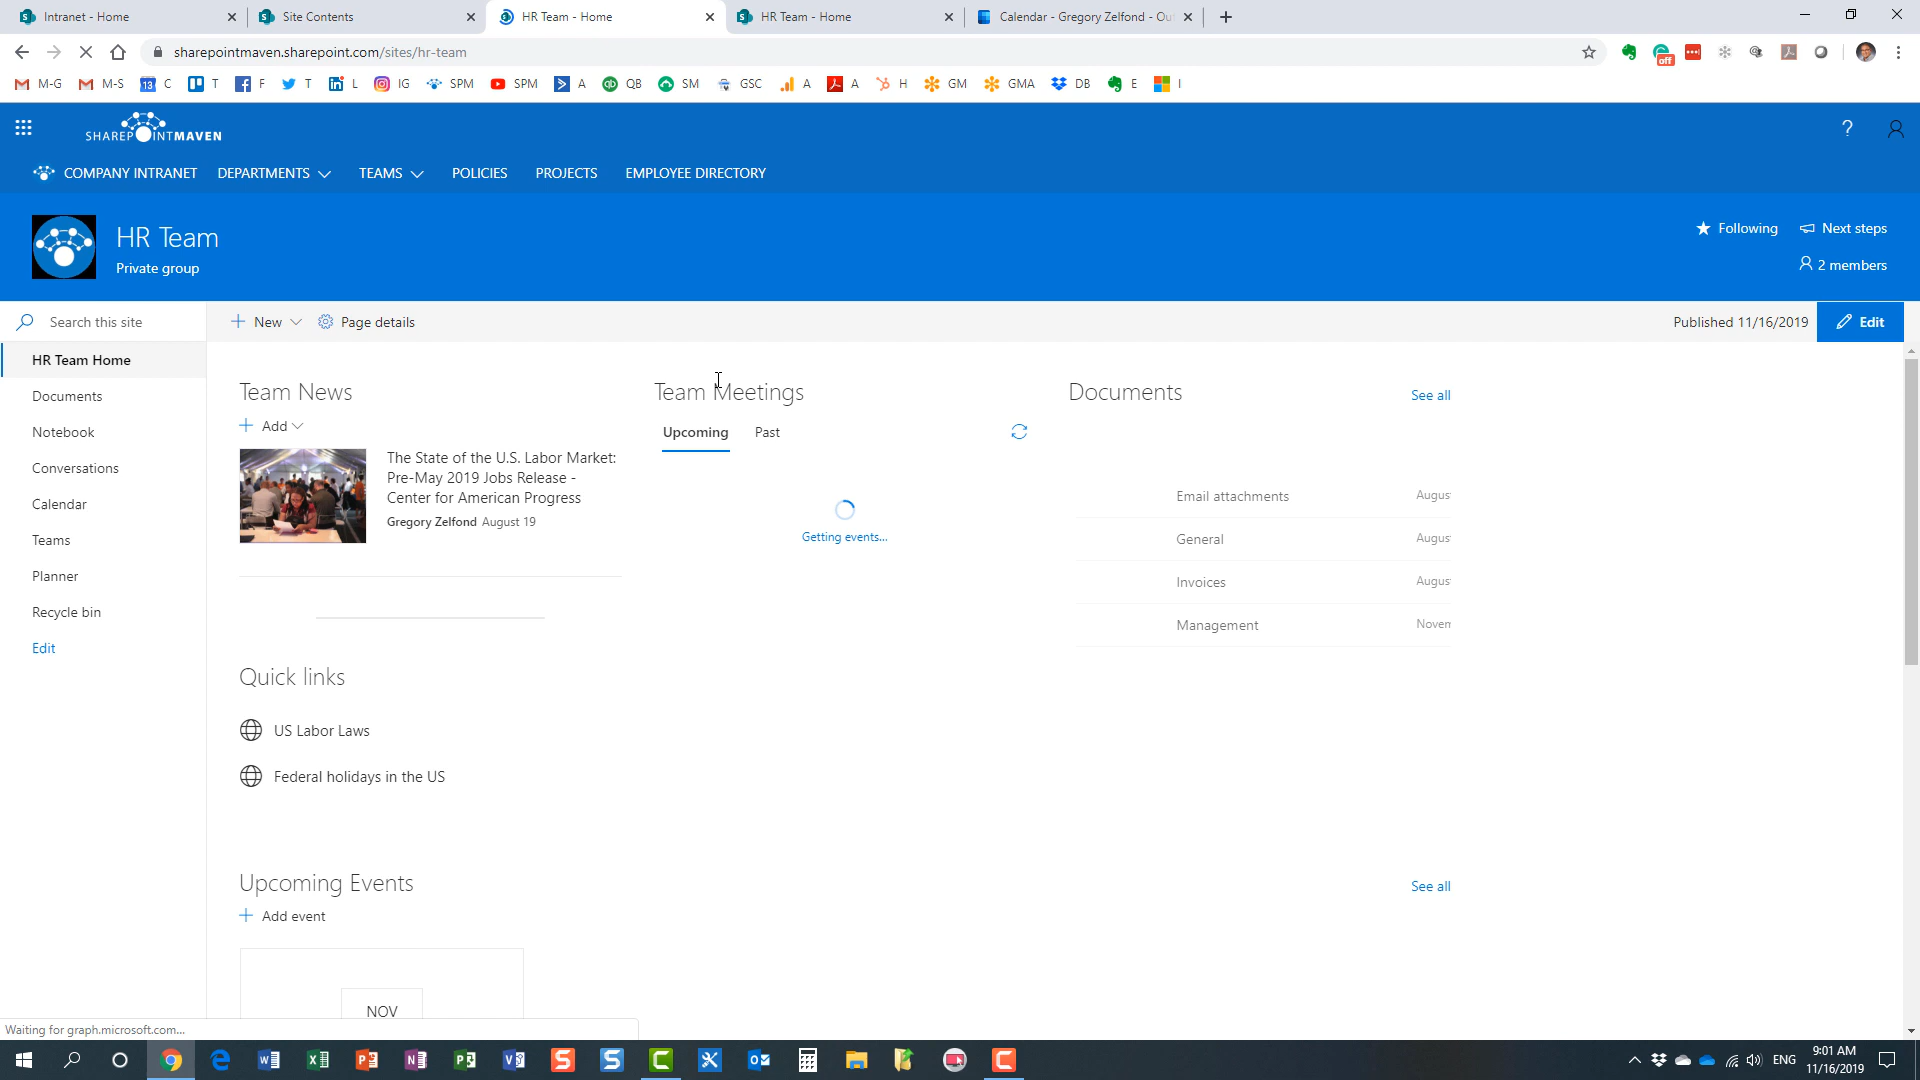 Intranet - Home
Site Contents
HR Team - Home
HR Team - Home
Calendar - Gregory Zelfond - Ou
sharepointmaven.sharepoint.com/sites/hr-team
off
M-G
M-S
13
C
T
F
T
L
IG
SPM
SPM
A
QB
SM
GSC
A
A
H
GM
GMA
DB
E
I
SHAREPOINTMAVEN
?
COMPANY INTRANET
DEPARTMENTS
TEAMS
POLICIES
PROJECTS
EMPLOYEE DIRECTORY
HR Team
Private group
Following
Next steps
2 members
Search this site
New
Page details
Published 11/16/2019
Edit
HR Team Home
Documents
Notebook
Conversations
Calendar
Teams
Planner
Recycle bin
Edit
Team News
Add
The State of the U.S. Labor Market:
Pre-May 2019 Jobs Release -
Center for American Progress
Gregory Zelfond August 19
Quick links
US Labor Laws
Federal holidays in the US
Team Meetings
Upcoming
Past
Getting events...
Documents
See all
Email attachments
Augus
General
Augus
Invoices
Augus
Management
Novem
Upcoming Events
See all
Add event
NOV
Waiting for graph.microsoft.com...
ENG
9:01 AM
11/16/2019